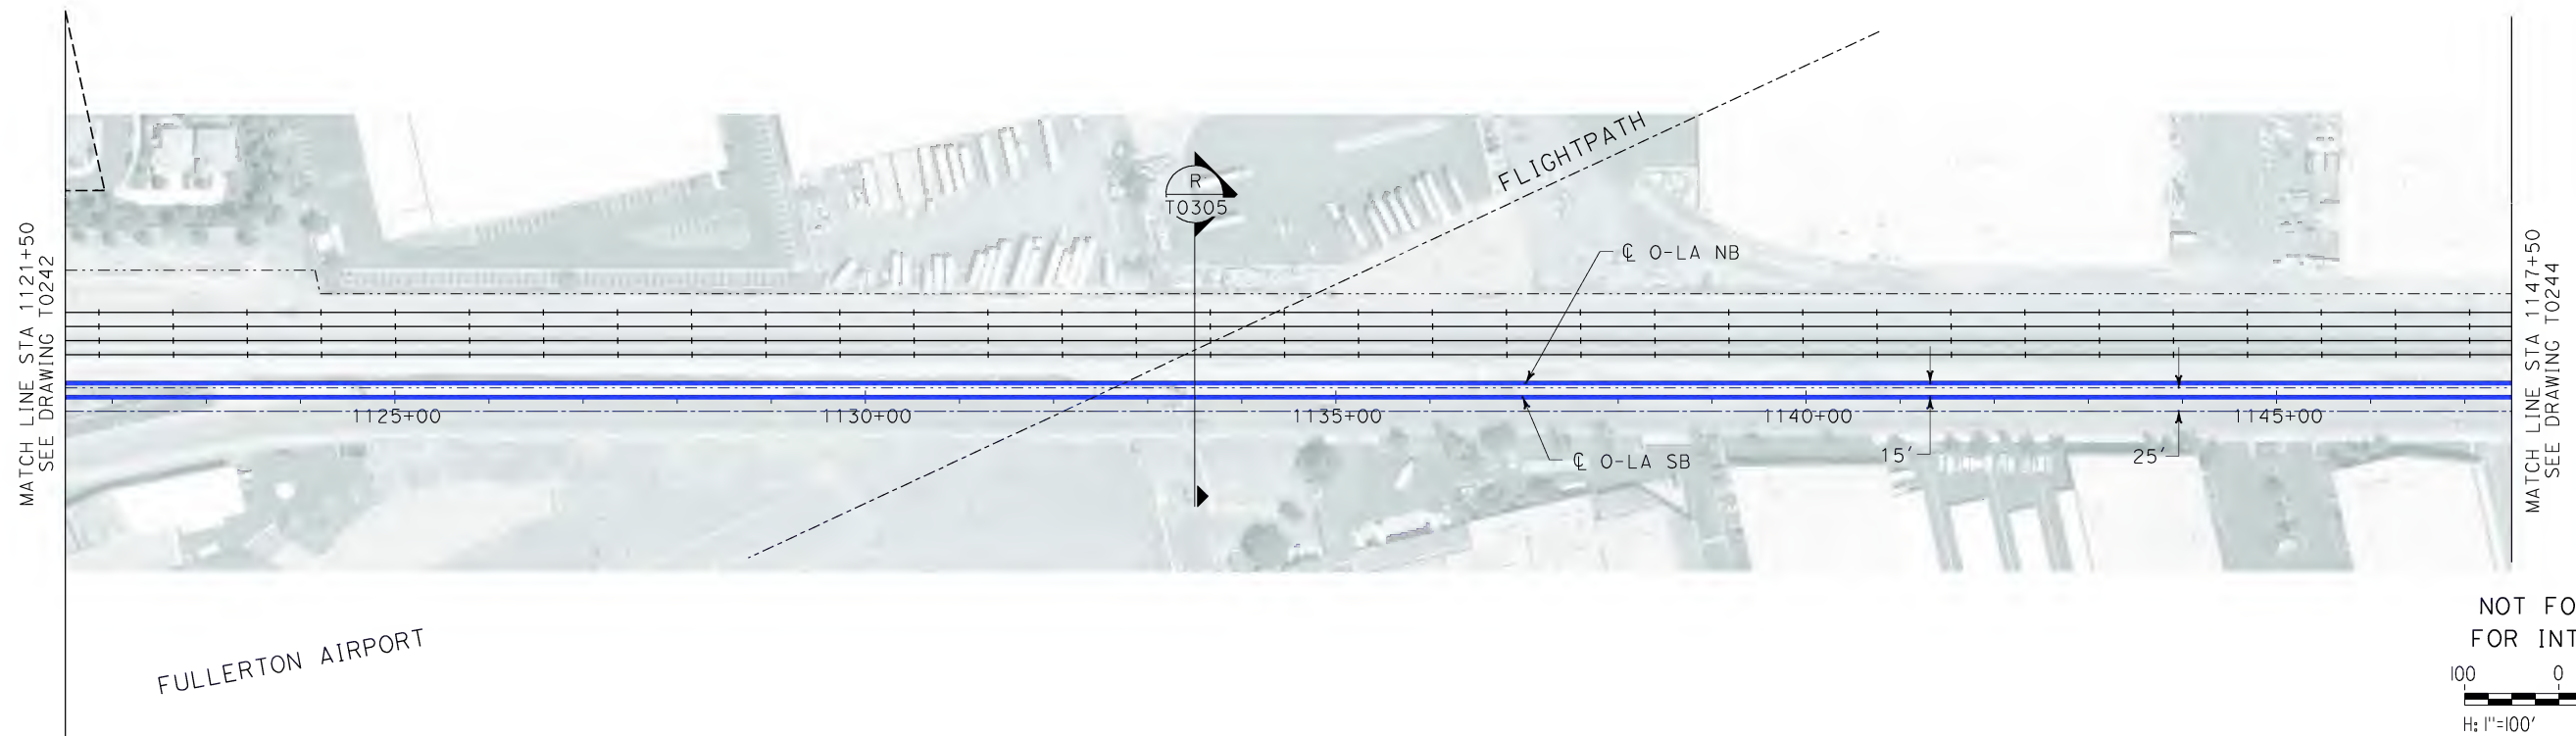 MATCH LINE STA 1121+50
SEE DRAWING T0242
R
T0305
FLIGHTPATH
℄ O-LA NB
1125+00
1130+00
1135+00
1140+00
1145+00
℄ O-LA SB
15'
25'
MATCH LINE STA 1147+50
SEE DRAWING T0244
FULLERTON AIRPORT
NOT FO
FOR INT
100
0
H: 1"=100'